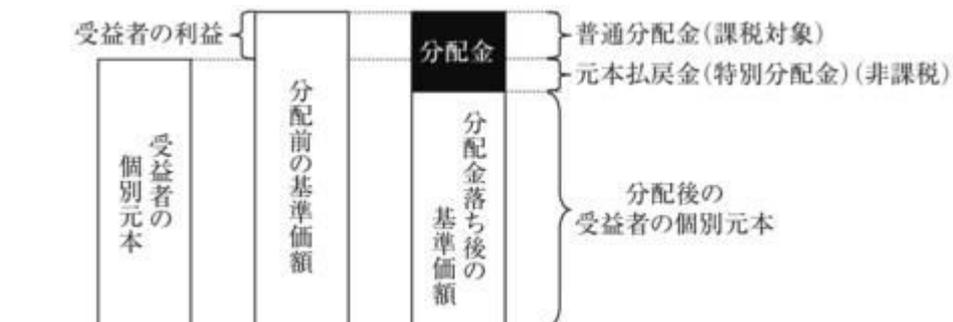 受益者の利益
分配金
普通分配金(課税対象)
元本払戻金(特別分配金)(非課税)
受益者の
個別元本
分配前の基準価額
分配金落ち後の
基準価額
分配後の
受益者の個別元本